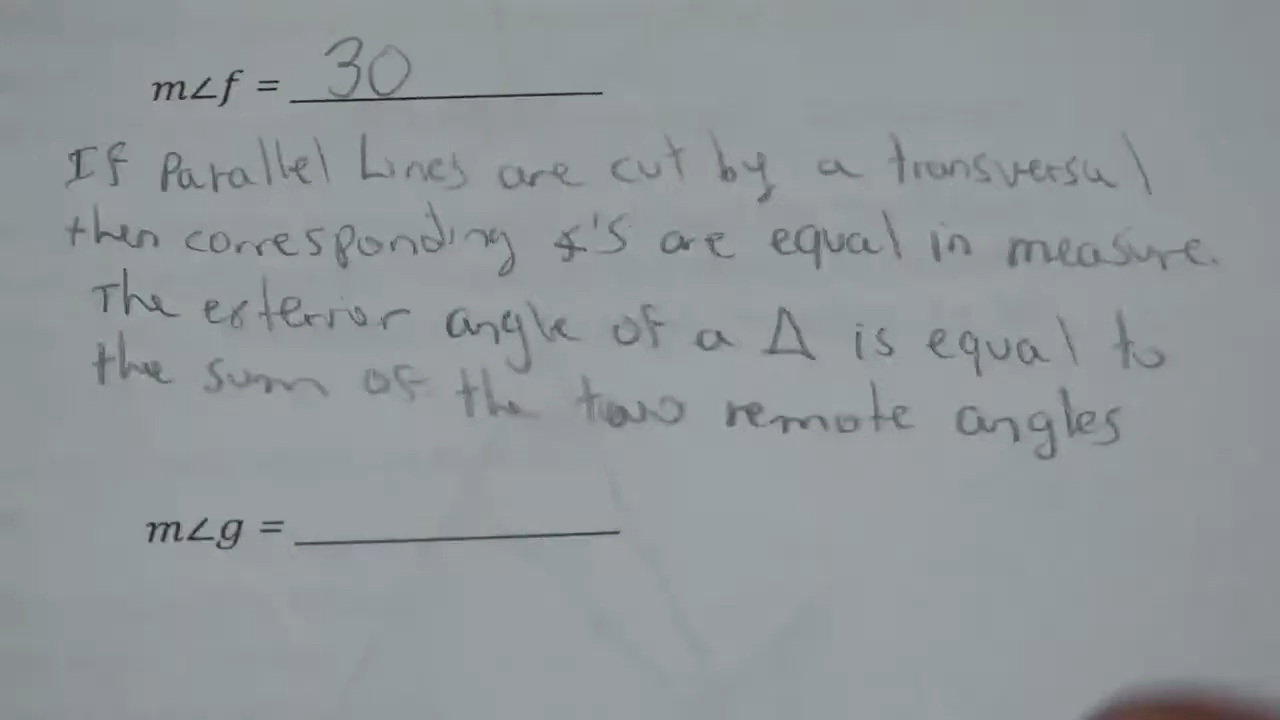 m∠f = 30
If Parallel Lines are cut by a transversal
then corresponding ∡'s are equal in measure.
The exterior angle of a Δ is equal to
the sum of the two remote angles
m∠g =